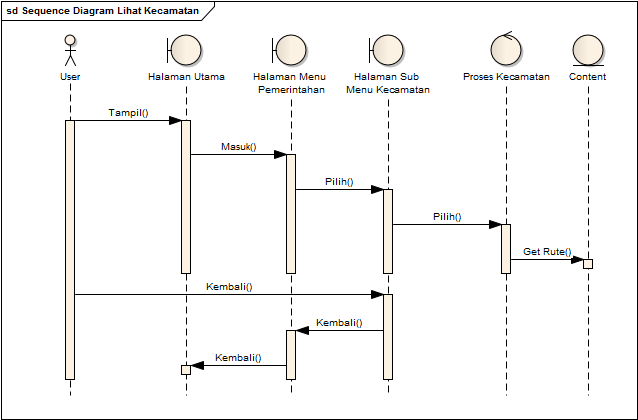 sd Sequence Diagram Lihat Kecamatan
User
Halaman Utama
Halaman Menu
Pemerintahan
Halaman Sub
Menu Kecamatan
Proses Kecamatan
Content
Tampil()
Masuk()
Pilih()
Pilih()
Get Rute()
Kembali()
Kembali()
Kembali()